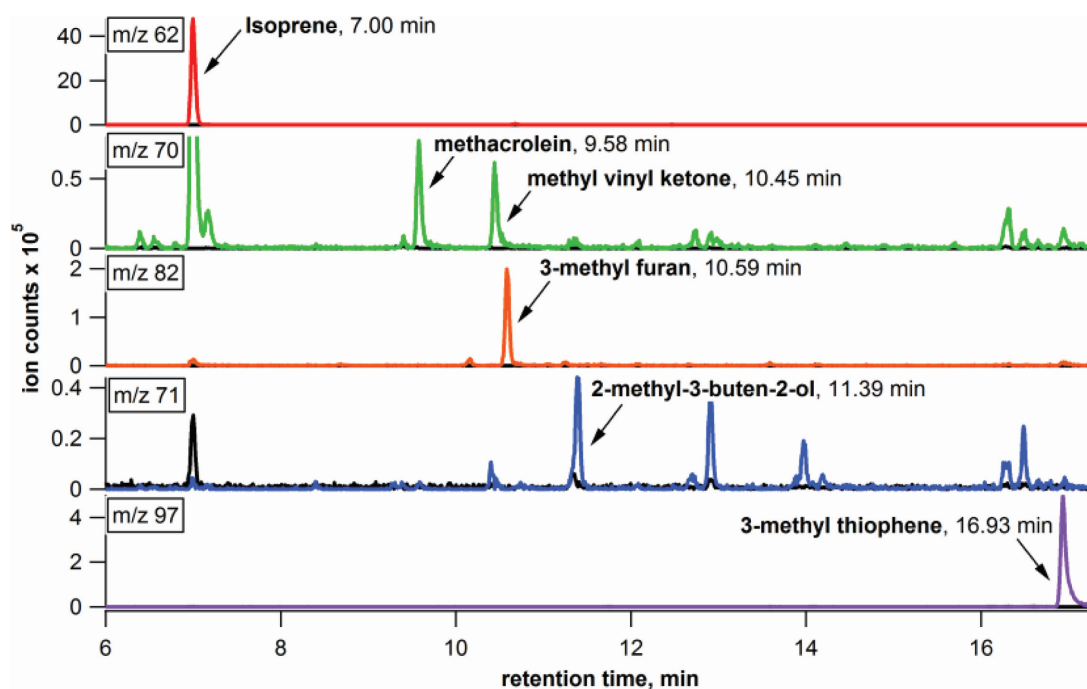 ion counts x 10⁵
m/z 62
Isoprene, 7.00 min
40
20
0
m/z 70
methacrolein, 9.58 min
methyl vinyl ketone, 10.45 min
0.5
0
m/z 82
3-methyl furan, 10.59 min
2
1
0
m/z 71
2-methyl-3-buten-2-ol, 11.39 min
0.4
0.2
0
m/z 97
3-methyl thiophene, 16.93 min
4
2
0
6 8 10 12 14 16
retention time, min